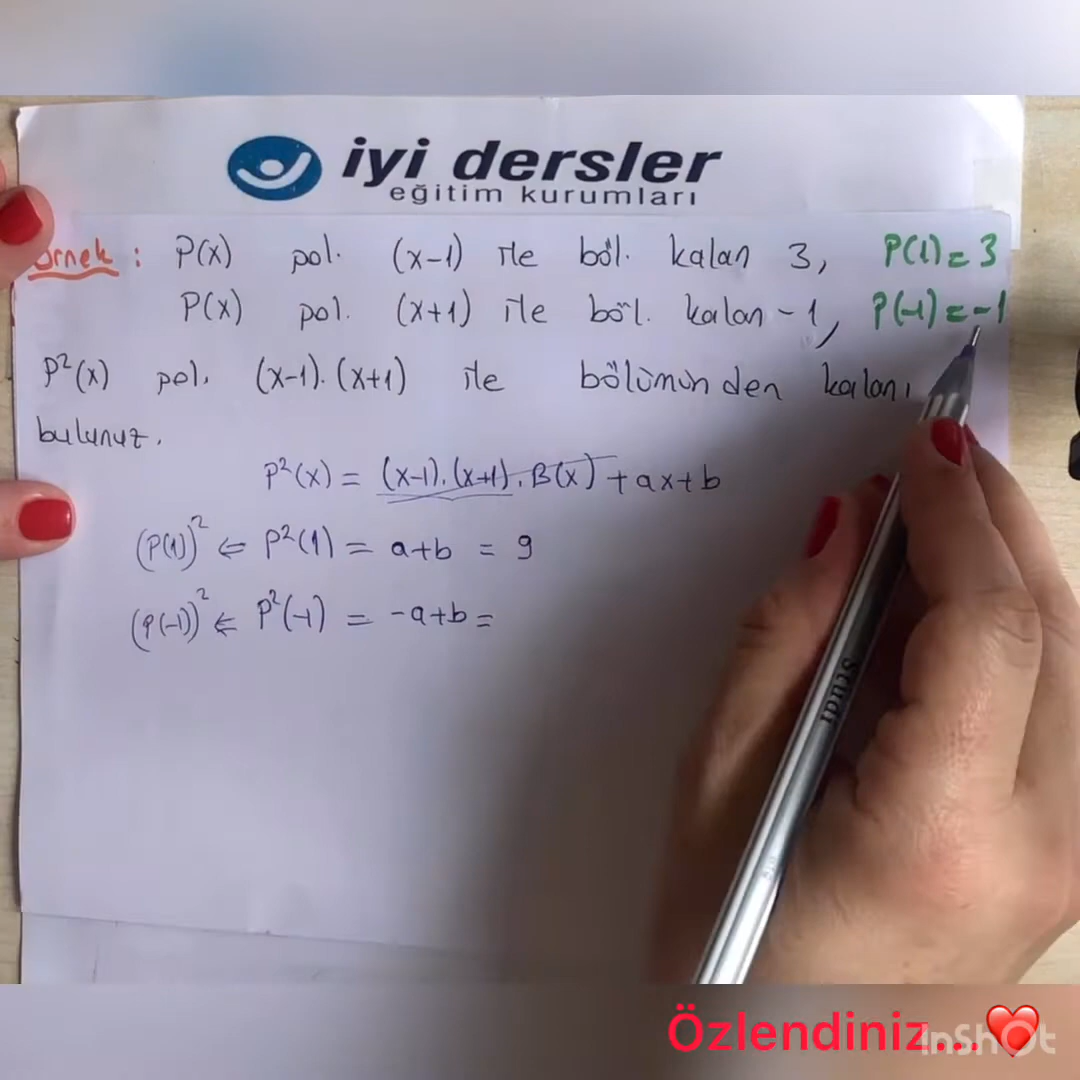 iyi dersler
eğitim kurumları
Örnek : P(x) pol. (x-1) ile böl. kalan 3, P(1)=3
P(x) pol. (x+1) ile böl. kalan -1, P(-1)=-1
P²(x) pol. (x-1).(x+1) ile bölümünden kalanı
bulunuz.
P²(x) = (x-1).(x+1).B(x) + ax+b
(P(1))² ⇐ P²(1) = a+b = 9
(P(-1))² ⇐ P²(-1) = -a+b =
studi
Özlendiniz...❤️
InShOt